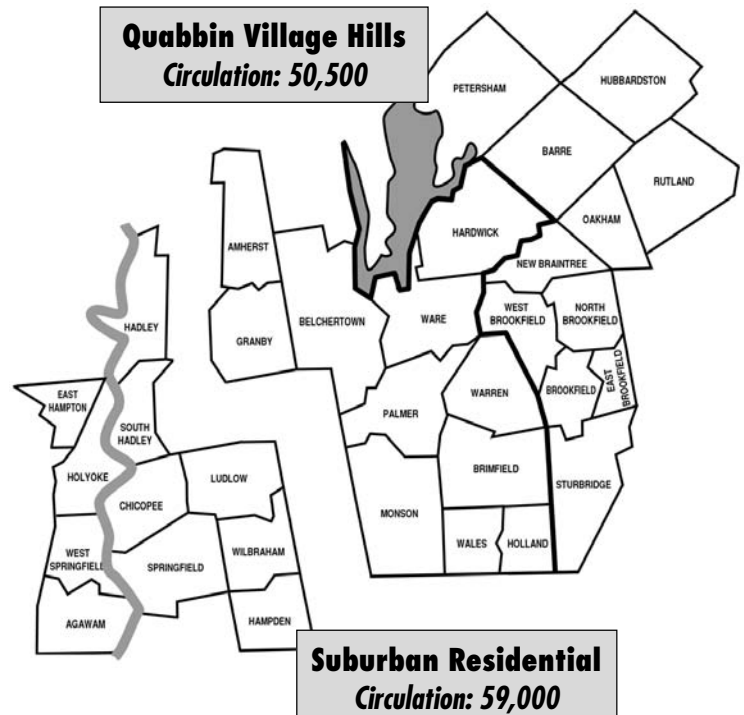 Quabbin Village Hills
Circulation: 50,500
PETERSHAM
HUBBARDSTON
BARRE
RUTLAND
OAKHAM
HARDWICK
NEW BRAINTREE
AMHERST
HADLEY
GRANBY
BELCHERTOWN
WARE
WEST
BROOKFIELD
NORTH
BROOKFIELD
EAST
BROOKFIELD
BROOKFIELD
WARREN
PALMER
EAST
HAMPTON
SOUTH
HADLEY
HOLYOKE
CHICOPEE
LUDLOW
BRIMFIELD
STURBRIDGE
MONSON
WALES
HOLLAND
WEST
SPRINGFIELD
SPRINGFIELD
WILBRAHAM
AGAWAM
HAMPDEN
Suburban Residential
Circulation: 59,000